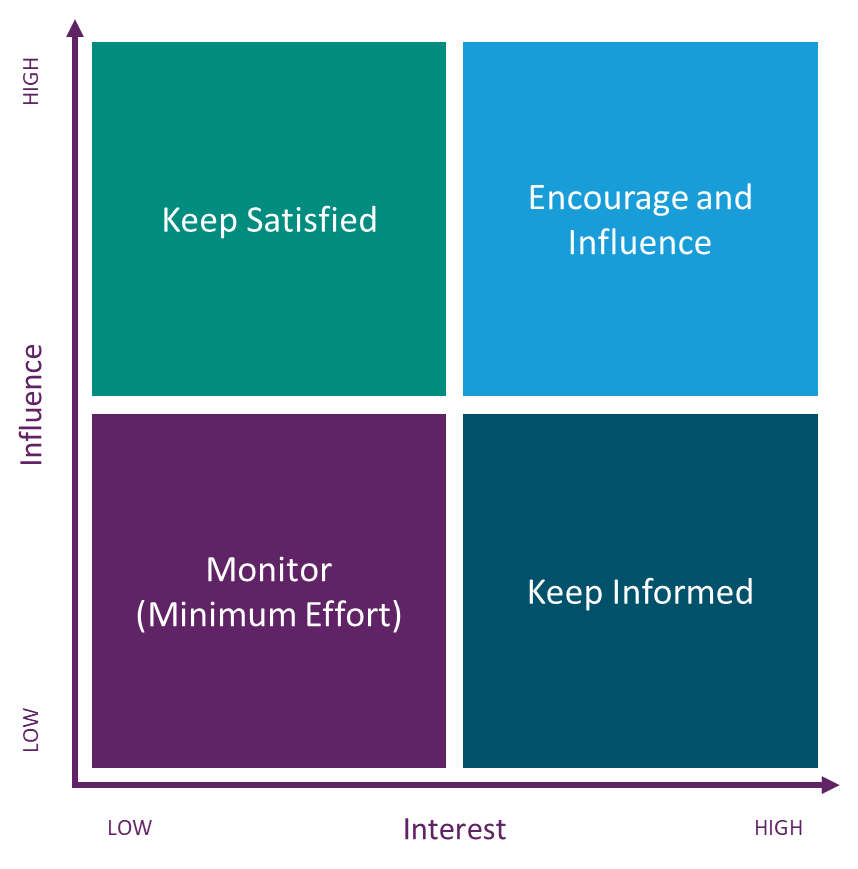 HIGH
Keep Satisfied
Encourage and
Influence
Influence
Monitor
(Minimum Effort)
Keep Informed
LOW
LOW
Interest
HIGH